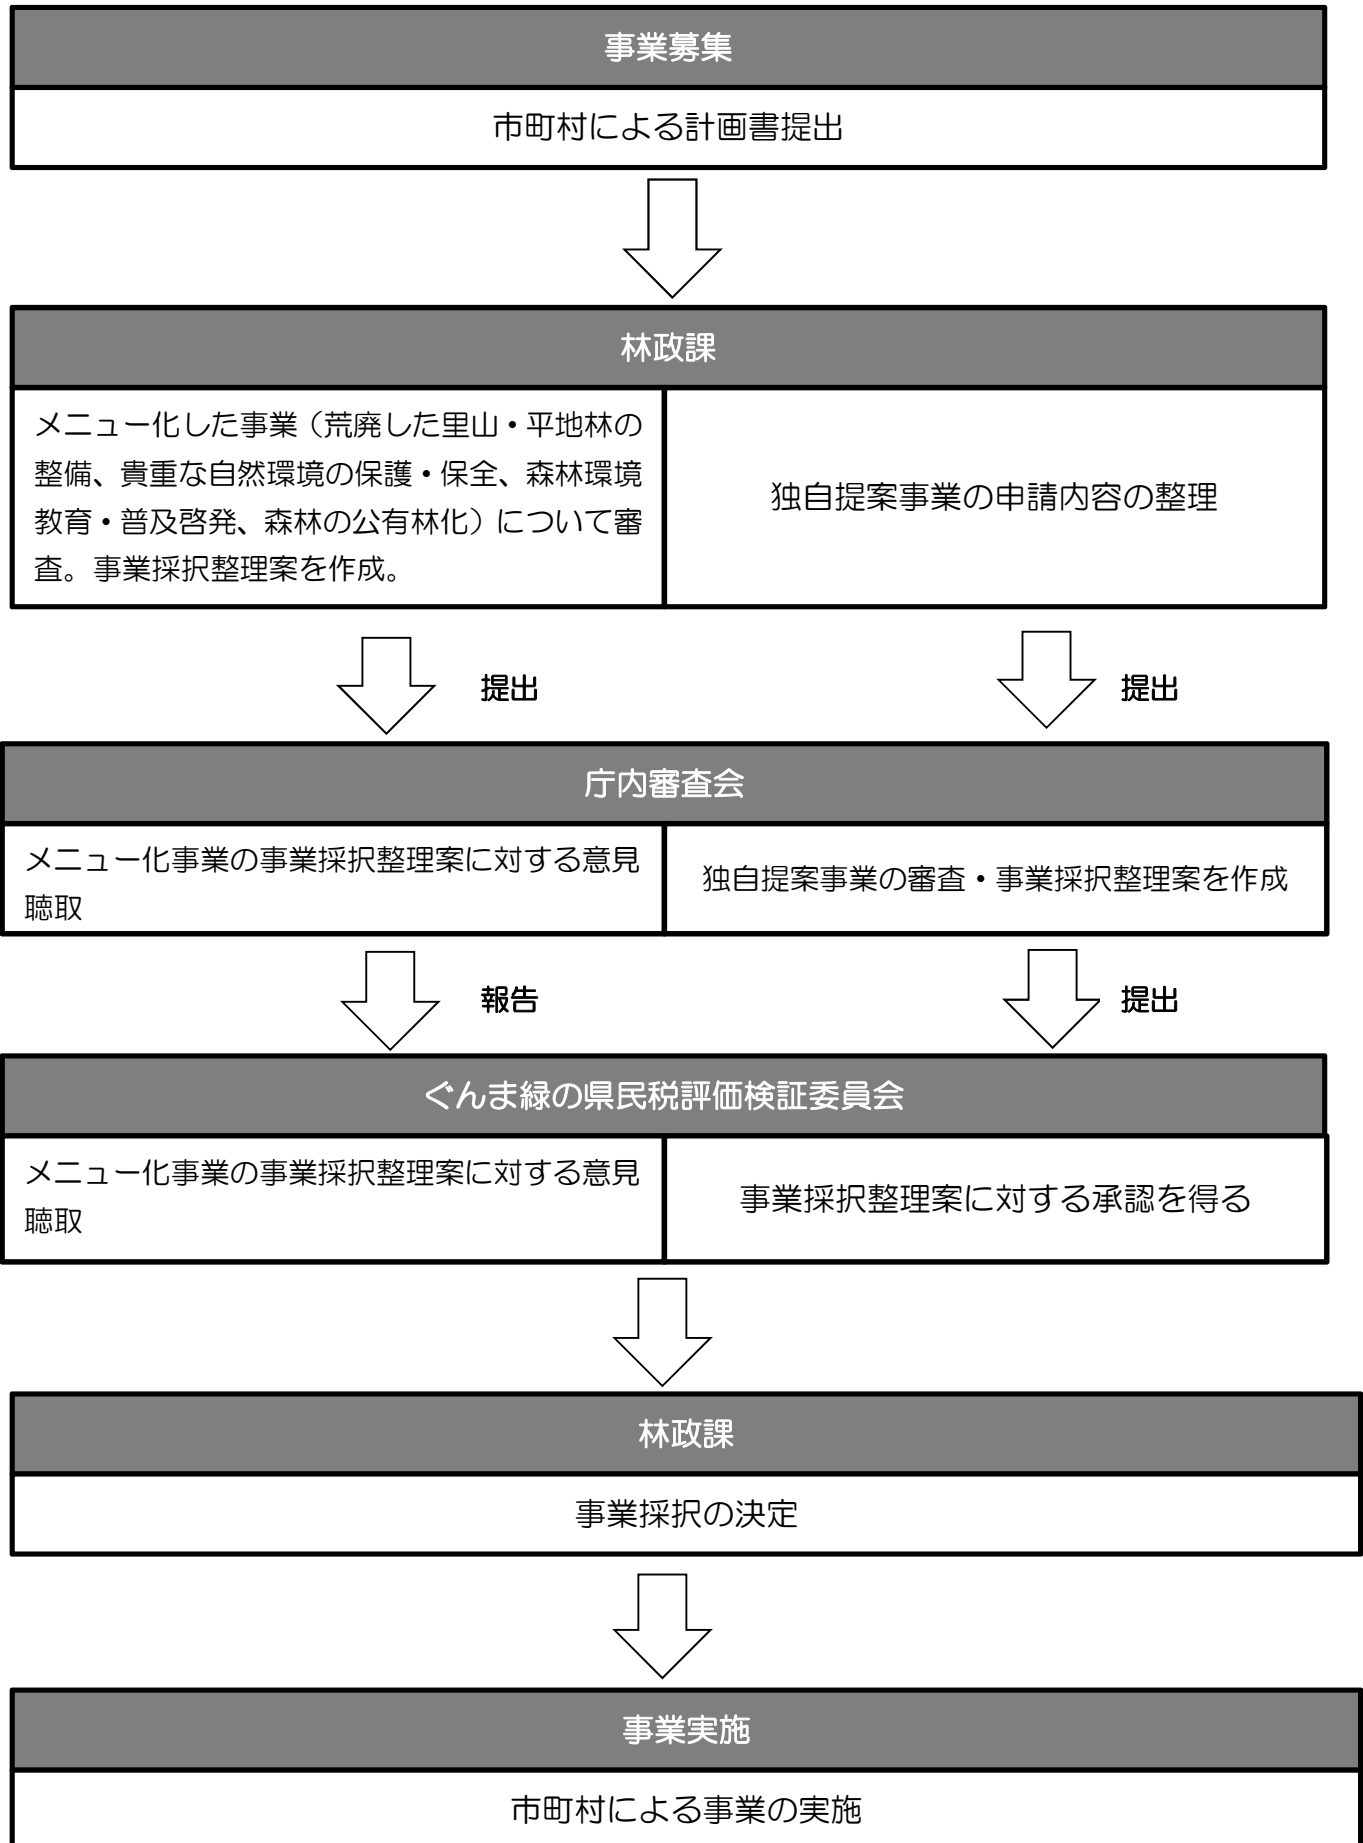 事業募集
市町村による計画書提出
林政課
メニュー化した事業（荒廃した里山・平地林の
整備、貴重な自然環境の保護・保全、森林環境
教育・普及啓発、森林の公有林化）について審
査。事業採択整理案を作成。
独自提案事業の申請内容の整理
提出
提出
庁内審査会
メニュー化事業の事業採択整理案に対する意見
聴取
独自提案事業の審査・事業採択整理案を作成
報告
提出
ぐんま緑の県民税評価検証委員会
メニュー化事業の事業採択整理案に対する意見
聴取
事業採択整理案に対する承認を得る
林政課
事業採択の決定
事業実施
市町村による事業の実施